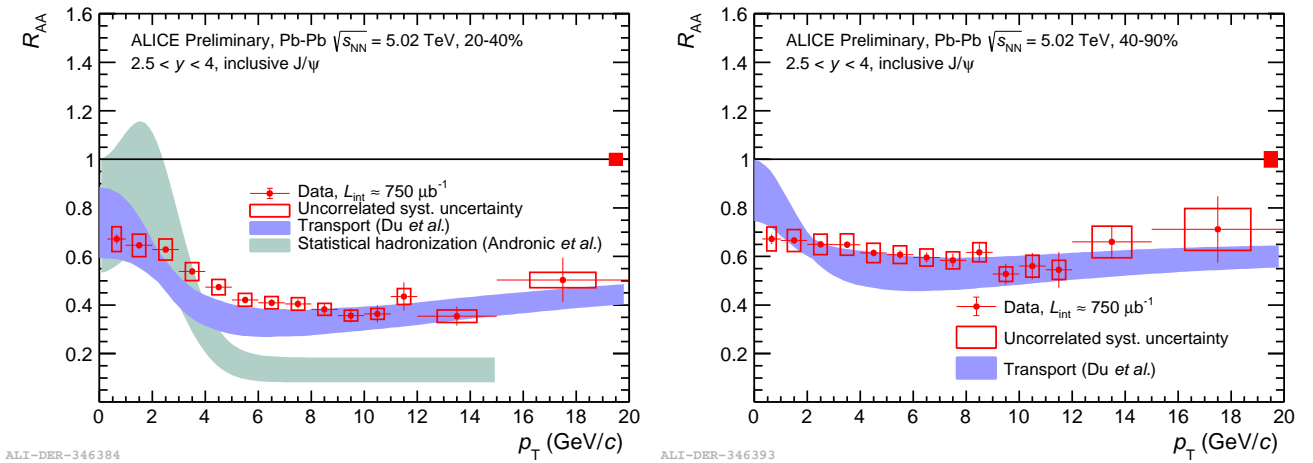 R_AA
1.6
1.4
1.2
1
0.8
0.6
0.4
0.2
ALICE Preliminary, Pb-Pb √s_NN = 5.02 TeV, 20-40%
2.5 < y < 4, inclusive J/ψ
Data, L_int ≈ 750 μb⁻¹
Uncorrelated syst. uncertainty
Transport (Du et al.)
Statistical hadronization (Andronic et al.)
0 2 4 6 8 10 12 14 16 18 20
p_T (GeV/c)
ALI-DER-346384
R_AA
1.6
1.4
1.2
1
0.8
0.6
0.4
0.2
ALICE Preliminary, Pb-Pb √s_NN = 5.02 TeV, 40-90%
2.5 < y < 4, inclusive J/ψ
Data, L_int ≈ 750 μb⁻¹
Uncorrelated syst. uncertainty
Transport (Du et al.)
0 2 4 6 8 10 12 14 16 18 20
p_T (GeV/c)
ALI-DER-346393